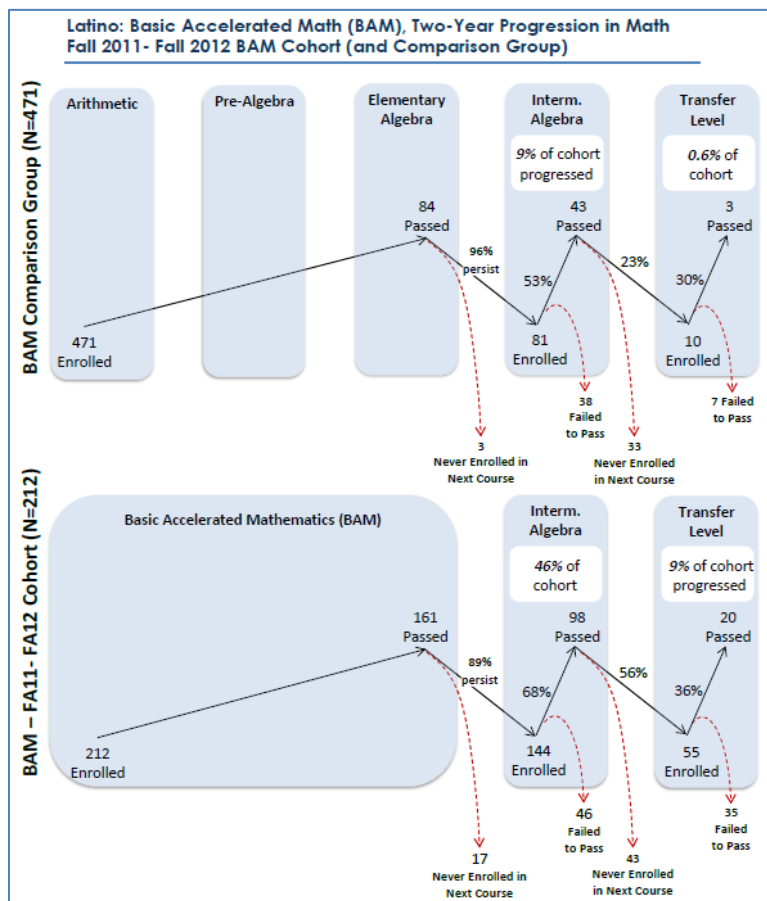 Latino: Basic Accelerated Math (BAM), Two-Year Progression in Math
Fall 2011- Fall 2012 BAM Cohort (and Comparison Group)
BAM Comparison Group (N=471)
Arithmetic
Pre-Algebra
Elementary
Algebra
Interm.
Algebra
Transfer
Level
9% of cohort
progressed
0.6% of
cohort
84
Passed
43
Passed
3
Passed
96%
persist
23%
53%
30%
471
Enrolled
81
Enrolled
10
Enrolled
38
Failed
to Pass
7 Failed
to Pass
3
Never Enrolled in
Next Course
33
Never Enrolled
in Next Course
BAM – FA11- FA12 Cohort (N=212)
Basic Accelerated Mathematics (BAM)
Interm.
Algebra
Transfer
Level
46% of
cohort
9% of cohort
progressed
161
Passed
98
Passed
20
Passed
89%
persist
56%
68%
36%
212
Enrolled
144
Enrolled
55
Enrolled
46
Failed
to Pass
35
Failed
to Pass
17
Never Enrolled in
Next Course
43
Never Enrolled
in Next Course